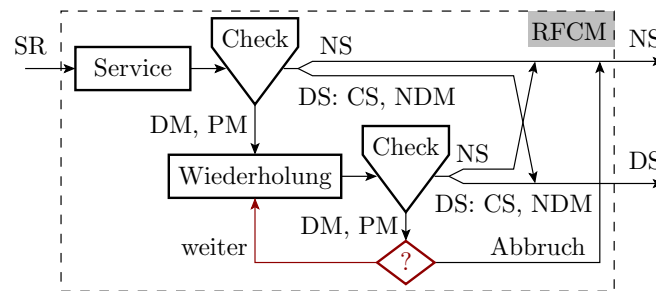 RFCM
SR
Service
Check
NS
NS
DS: CS, NDM
DM, PM
Wiederholung
Check
NS
DS
DS: CS, NDM
DM, PM
weiter
?
Abbruch